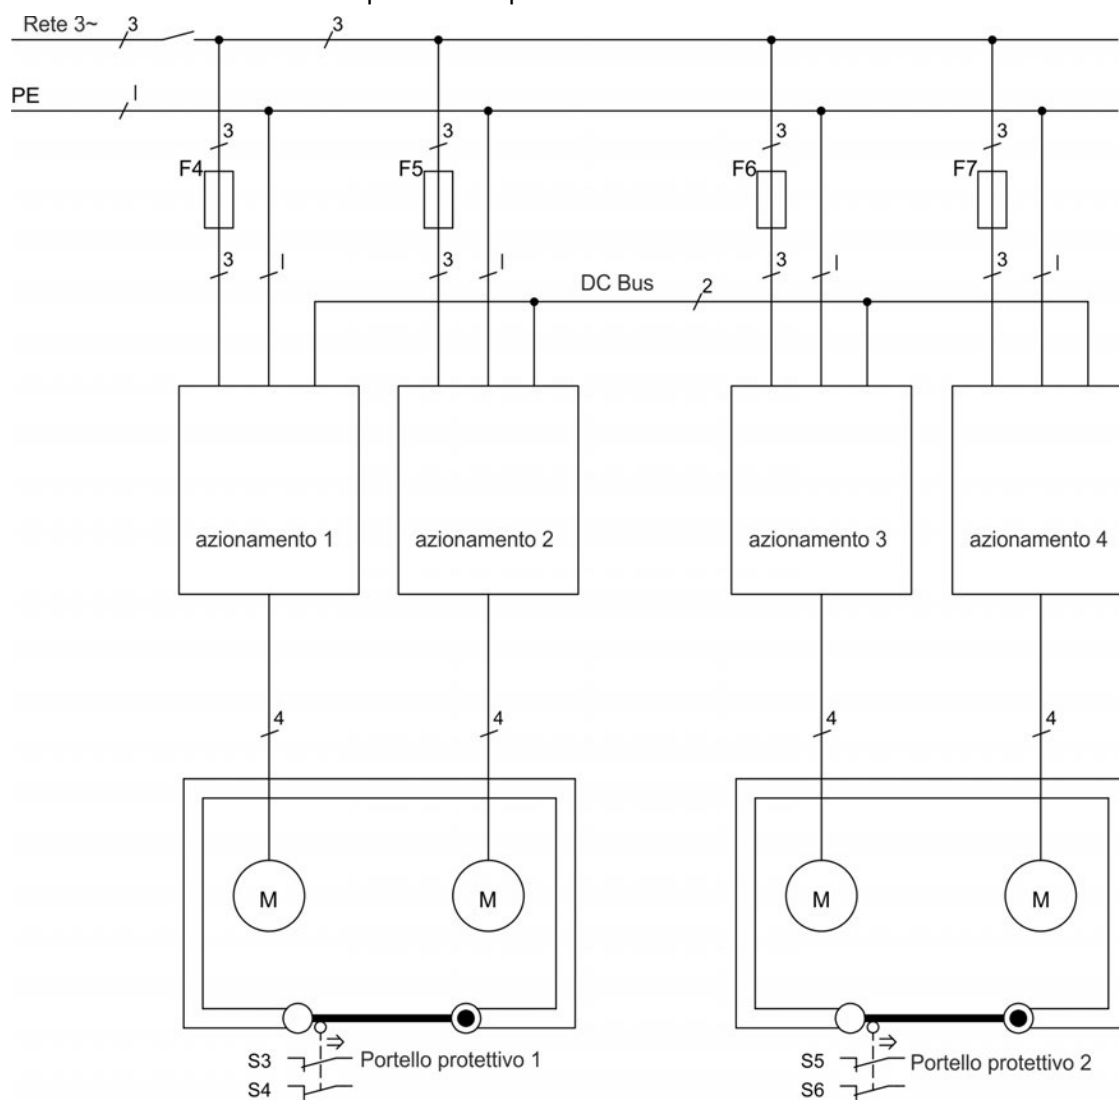 Rete 3~ 3 3
PE I
3 3 3 3
F4 F5 F6 F7
3 I 3 I 3 I 3 I
DC Bus 2
azionamento 1 azionamento 2 azionamento 3 azionamento 4
4 4 4 4
M M M M
S3 Portello protettivo 1 S5 Portello protettivo 2
S4 S6